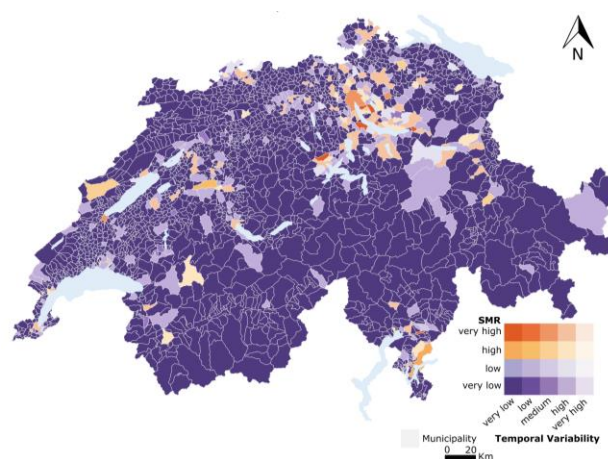 N
SMR
very high
high
low
very low
very low
low
medium
high
very high
Municipality
Temporal Variability
0 20
Km